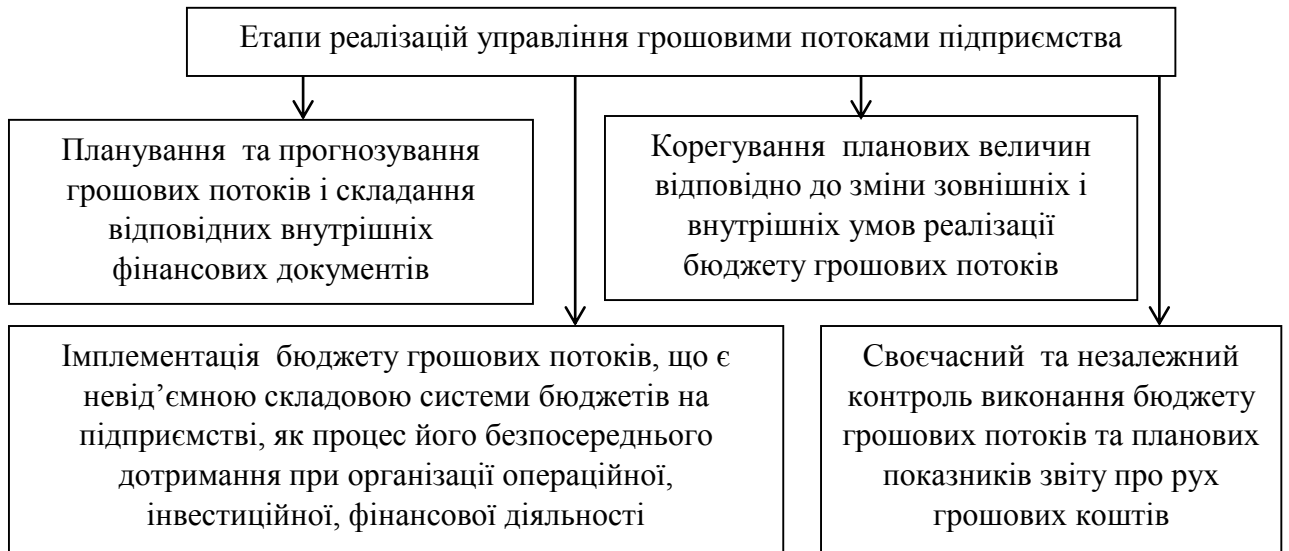 Етапи реалізацій управління грошовими потоками підприємства
Планування та прогнозування
грошових потоків і складання
відповідних внутрішніх
фінансових документів
Корегування планових величин
відповідно до зміни зовнішніх і
внутрішніх умов реалізації
бюджету грошових потоків
Імплементація бюджету грошових потоків, що є
невід’ємною складовою системи бюджетів на
підприємстві, як процес його безпосереднього
дотримання при організації операційної,
інвестиційної, фінансової діяльності
Своєчасний та незалежний
контроль виконання бюджету
грошових потоків та планових
показників звіту про рух
грошових коштів